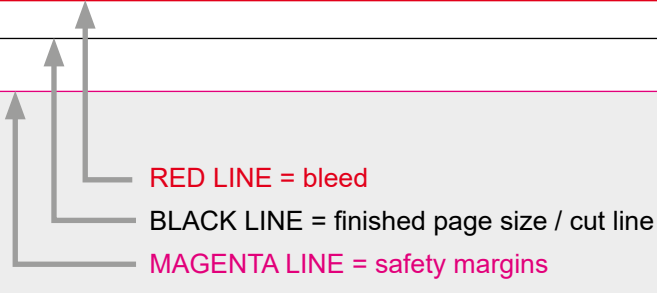 RED LINE = bleed
BLACK LINE = finished page size / cut line
MAGENTA LINE = safety margins